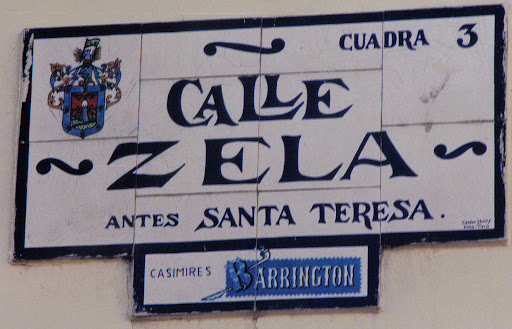 CUADRA 3
CALLE
ZELA
ANTES SANTA TERESA.
CASIMIRES BARRINGTON